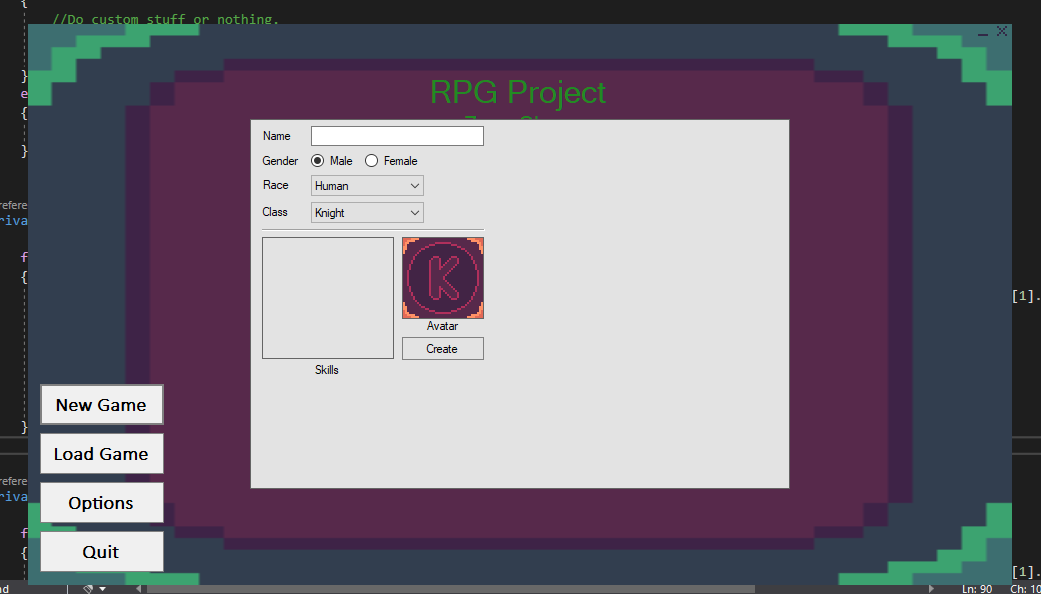 {
//Do custom stuff or nothing.
}
e
{
}
RPG Project
Name
Gender Male Female
Race Human
Class Knight
K
Avatar
Create
Skills
refere
riva
f
{
[1].
}
New Game
Load Game
Options
Quit
refere
riva
f
{
[1].
nd
Ln: 90 Ch: 10